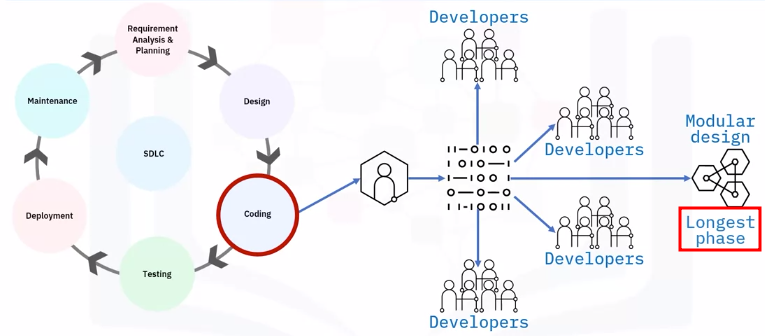 Requirement
Analysis &
Planning
Design
Coding
Testing
Deployment
Maintenance
SDLC
Developers
Developers
Developers
Developers
Modular
design
Longest
phase